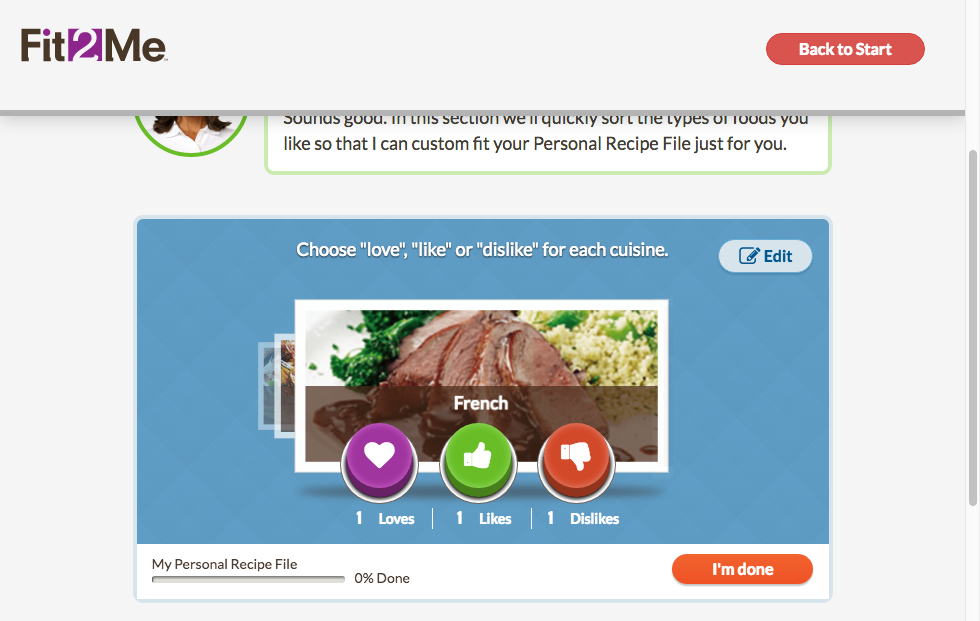 Fit2Me
Back to Start
Sounds good. In this section we'll quickly sort the types of foods you
like so that I can custom fit your Personal Recipe File just for you.
Choose "love", "like" or "dislike" for each cuisine.
Edit
French
1 Loves
1 Likes
1 Dislikes
My Personal Recipe File
0% Done
I'm done